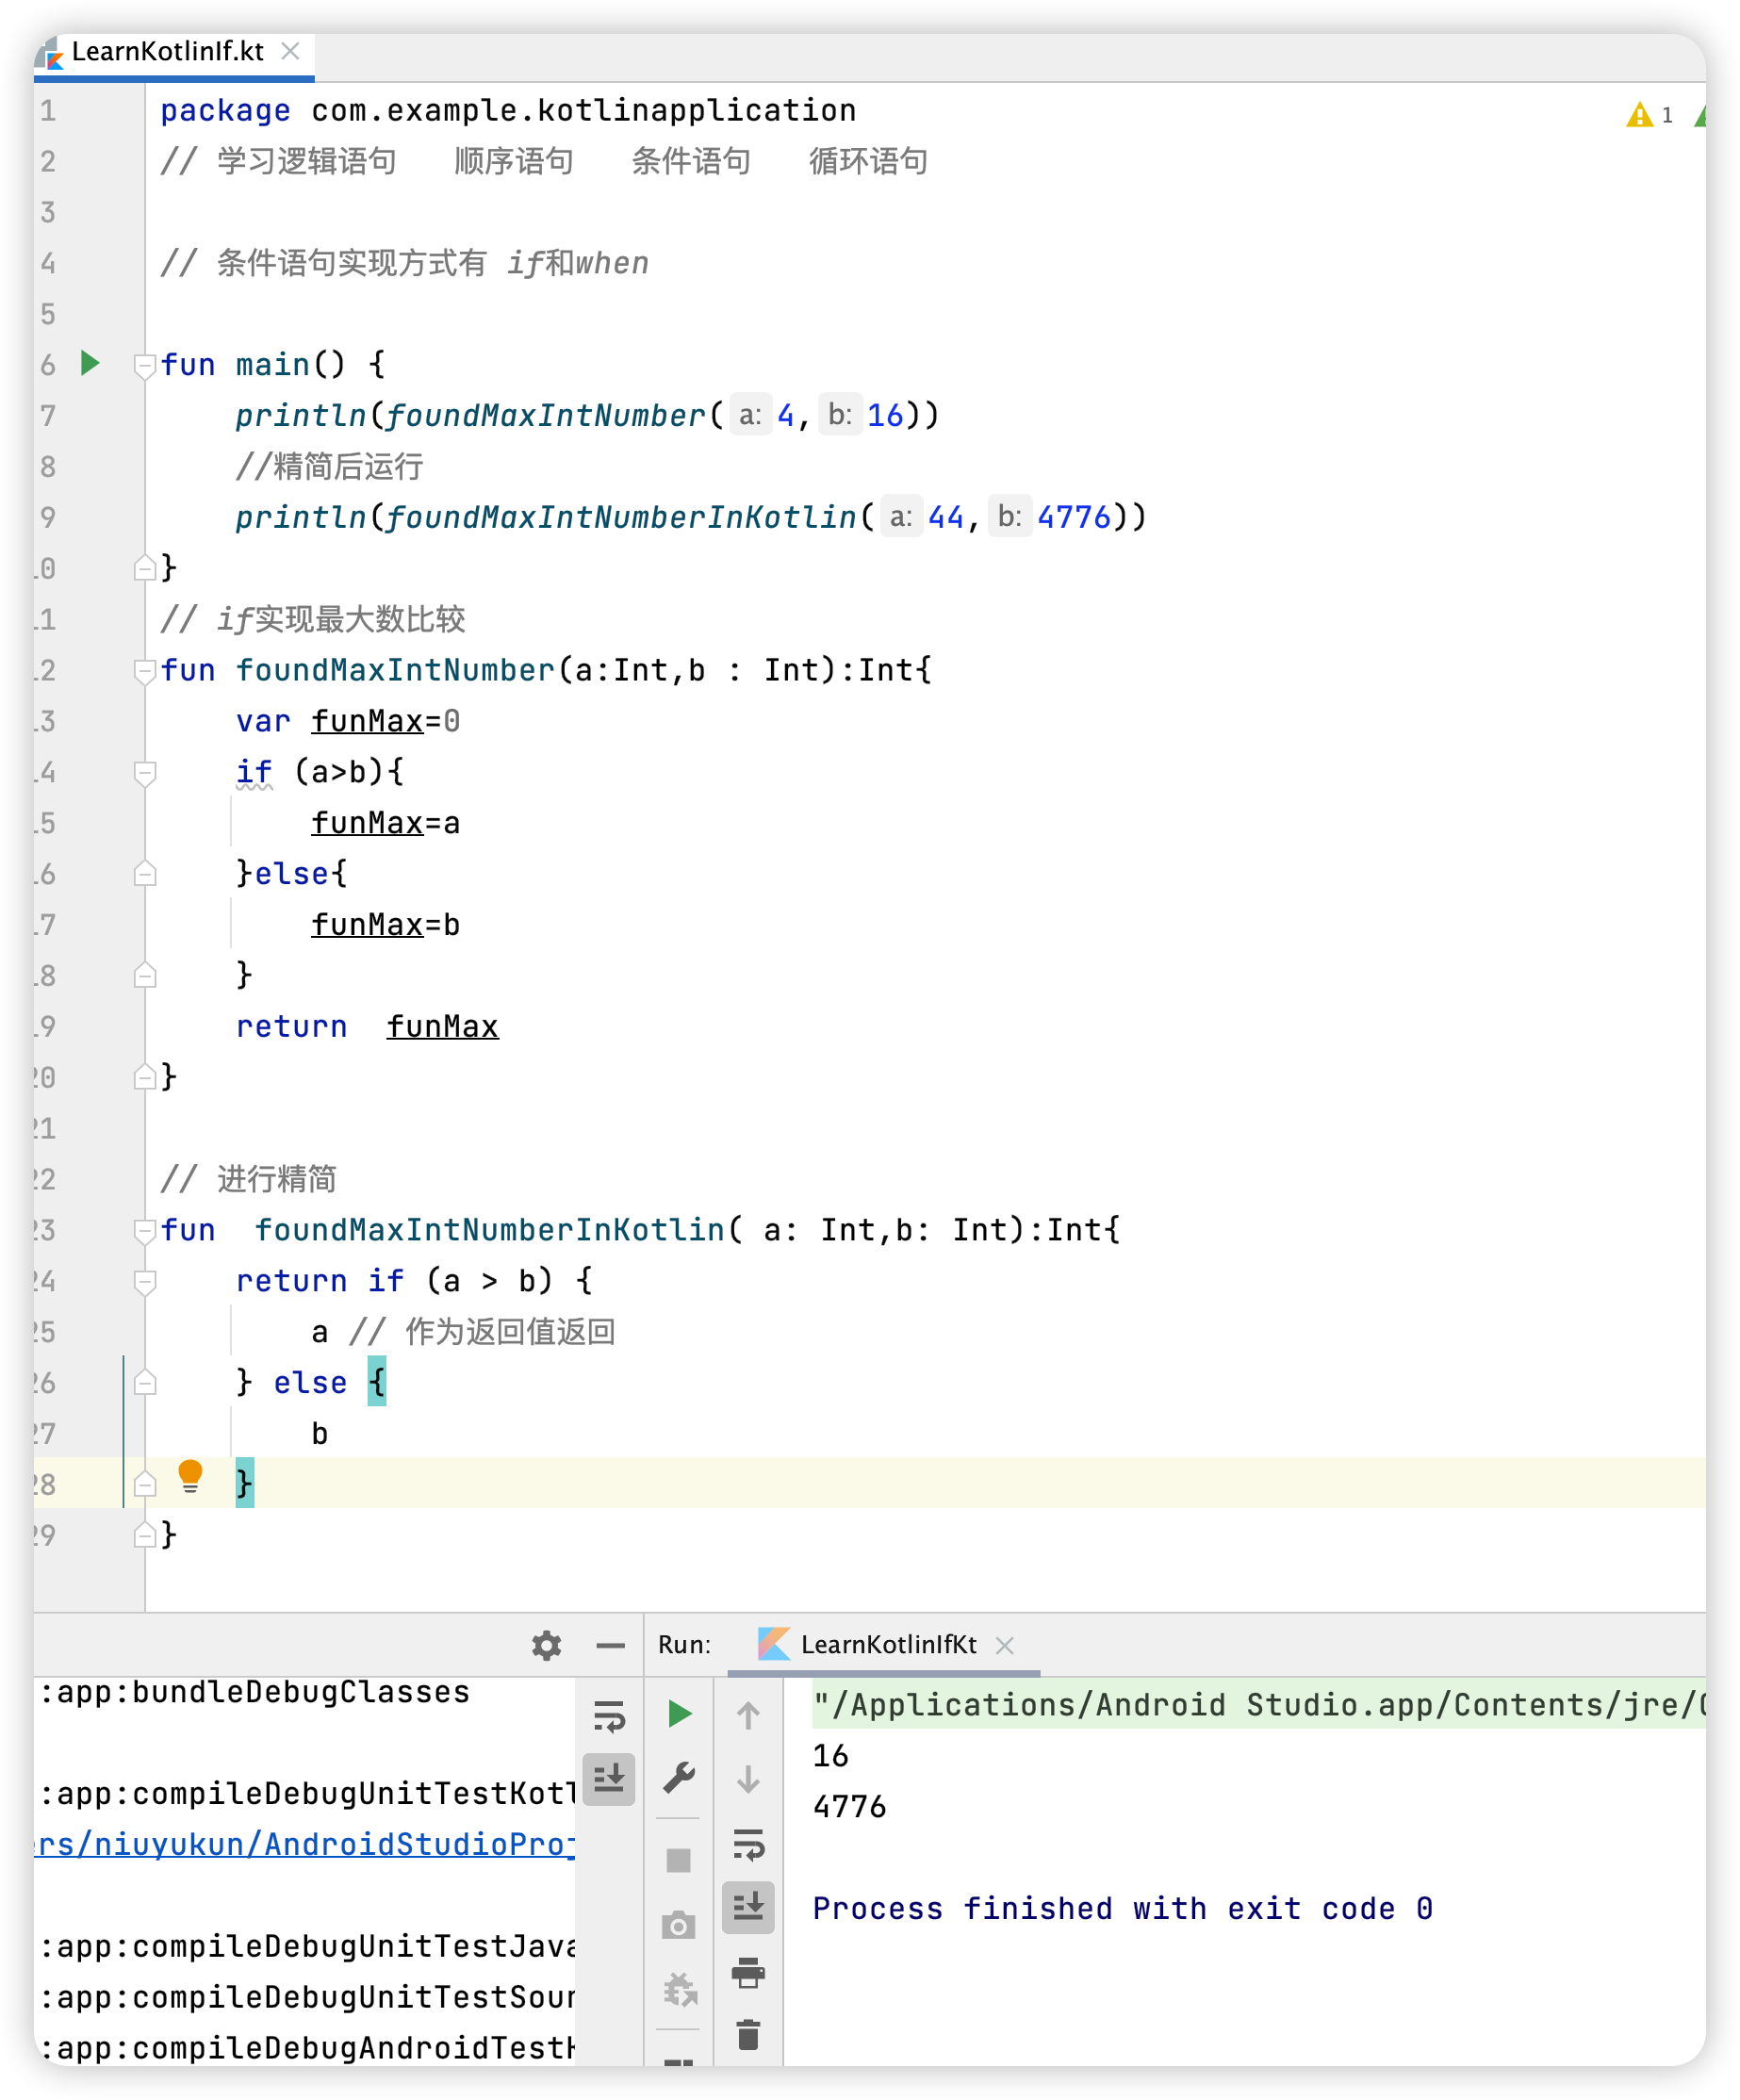 LearnKotlinIf.kt
1 package com.example.kotlinapplication
2 // 学习逻辑语句 顺序语句 条件语句 循环语句
3
4 // 条件语句实现方式有 if和when
5
6 fun main() {
7 println(foundMaxIntNumber( a: 4, b: 16))
8 //精简后运行
9 println(foundMaxIntNumberInKotlin( a: 44, b: 4776))
10 }
11 // if实现最大数比较
12 fun foundMaxIntNumber(a:Int,b : Int):Int{
13 var funMax=0
14 if (a>b){
15 funMax=a
16 }else{
17 funMax=b
18 }
19 return funMax
20 }
21
22 // 进行精简
23 fun foundMaxIntNumberInKotlin( a: Int,b: Int):Int{
24 return if (a > b) {
25 a // 作为返回值返回
26 } else {
27 b
28 }
29 }
1
Run: LearnKotlinIfKt
:app:bundleDebugClasses
:app:compileDebugUnitTestKotl
ers/niuyukun/AndroidStudioPro
:app:compileDebugUnitTestJava
:app:compileDebugUnitTestSour
:app:compileDebugAndroidTestK
"/Applications/Android Studio.app/Contents/jre/C
16
4776
Process finished with exit code 0